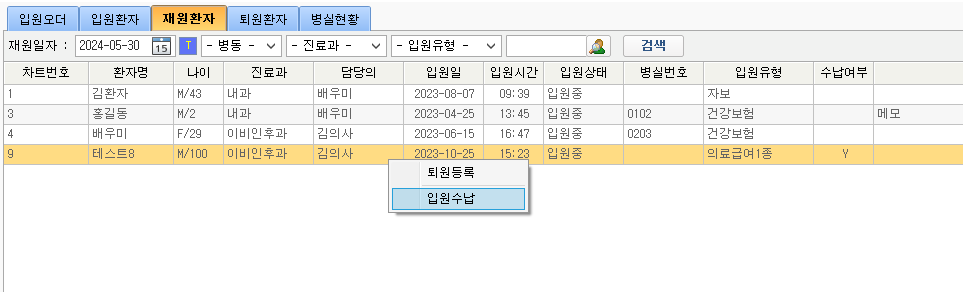 입원오더 입원환자 재원환자 퇴원환자 병실현황
재원일자 : 2024-05-30 15 T - 병동 - - 진료과 - - 입원유형 - 검색
차트번호 환자명 나이 진료과 담당의 입원일 입원시간 입원상태 병실번호 입원유형 수납여부
1 김환자 M/43 내과 배우미 2023-08-07 09:39 입원중 자보
3 홍길동 M/2 내과 배우미 2023-04-25 13:45 입원중 0102 건강보험 메모
4 배우미 F/29 이비인후과 김의사 2023-06-15 16:47 입원중 0203 건강보험
9 테스트8 M/100 이비인후과 김의사 2023-10-25 15:23 입원중 의료급여1종 Y
퇴원등록
입원수납